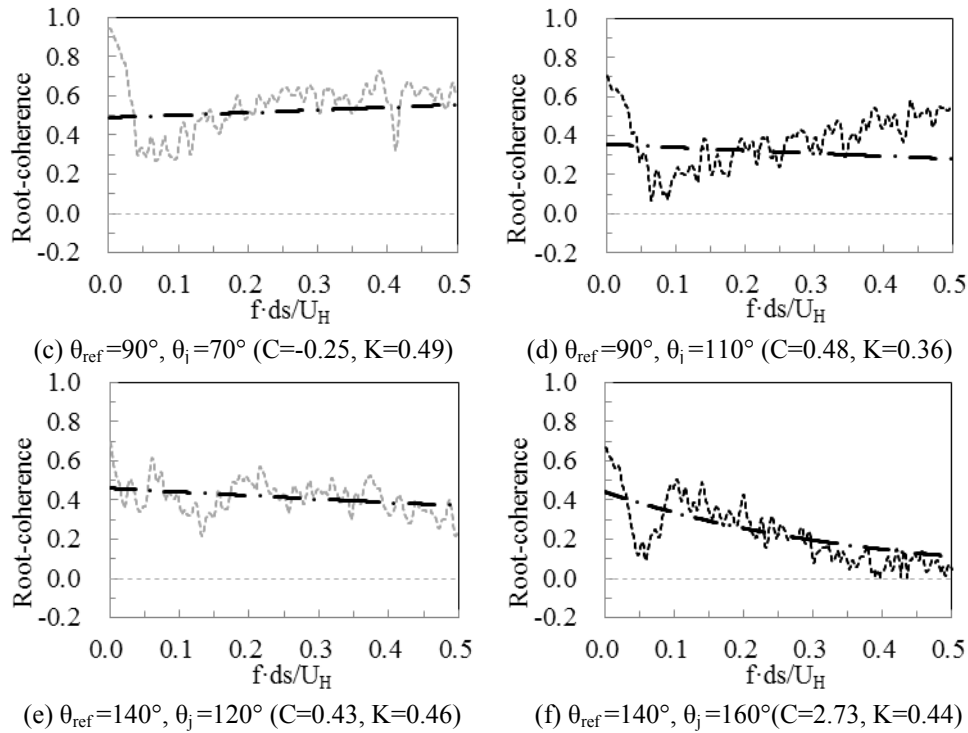 1.0
0.8
0.6
0.4
0.2
0.0
-0.2
Root-coherence
0.0 0.1 0.2 0.3 0.4 0.5
f·ds/U_H
(c) θ_ref=90°, θ_j=70° (C=-0.25, K=0.49)
1.0
0.8
0.6
0.4
0.2
0.0
-0.2
Root-coherence
0.0 0.1 0.2 0.3 0.4 0.5
f·ds/U_H
(d) θ_ref=90°, θ_j=110° (C=0.48, K=0.36)
1.0
0.8
0.6
0.4
0.2
0.0
-0.2
Root-coherence
0.0 0.1 0.2 0.3 0.4 0.5
f·ds/U_H
(e) θ_ref=140°, θ_j=120° (C=0.43, K=0.46)
1.0
0.8
0.6
0.4
0.2
0.0
-0.2
Root-coherence
0.0 0.1 0.2 0.3 0.4 0.5
f·ds/U_H
(f) θ_ref=140°, θ_j=160°(C=2.73, K=0.44)